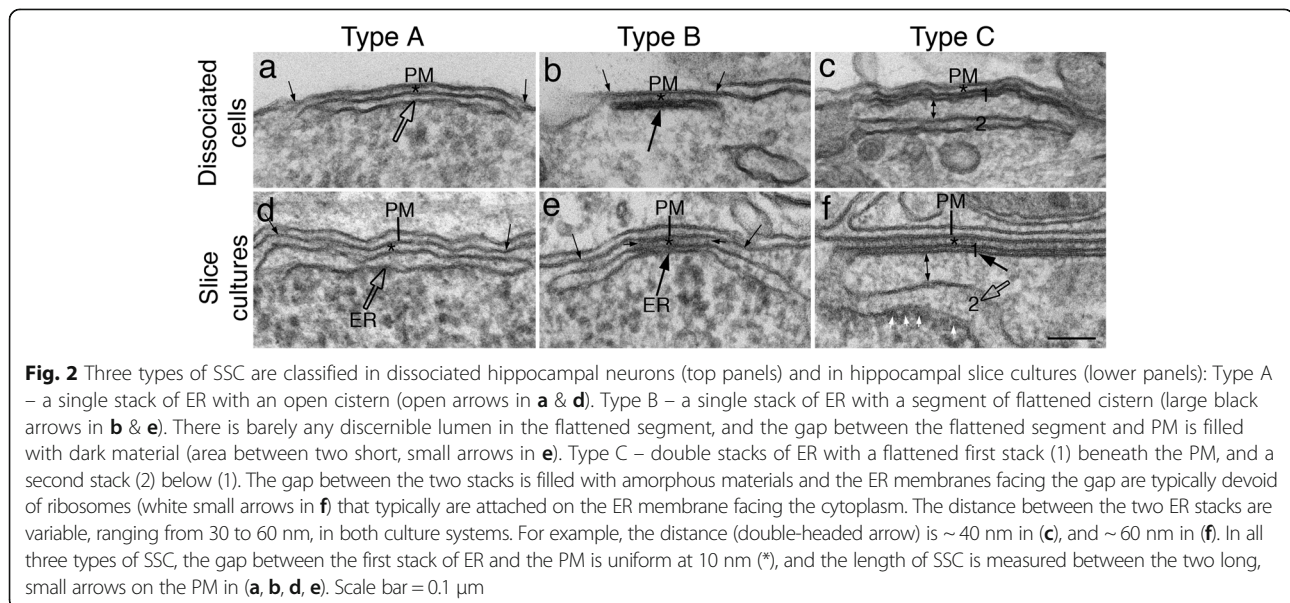 Type A Type B Type C
Dissociated cells
a PM
b PM
c PM 1 2
Slice cultures
d PM ER
e PM ER
f PM 1 2
Fig. 2 Three types of SSC are classified in dissociated hippocampal neurons (top panels) and in hippocampal slice cultures (lower panels): Type A
– a single stack of ER with an open cistern (open arrows in a & d). Type B – a single stack of ER with a segment of flattened cistern (large black
arrows in b & e). There is barely any discernible lumen in the flattened segment, and the gap between the flattened segment and PM is filled
with dark material (area between two short, small arrows in e). Type C – double stacks of ER with a flattened first stack (1) beneath the PM, and a
second stack (2) below (1). The gap between the two stacks is filled with amorphous materials and the ER membranes facing the gap are typically devoid
of ribosomes (white small arrows in f) that typically are attached on the ER membrane facing the cytoplasm. The distance between the two ER stacks are
variable, ranging from 30 to 60 nm, in both culture systems. For example, the distance (double-headed arrow) is ~ 40 nm in (c), and ~ 60 nm in (f). In all
three types of SSC, the gap between the first stack of ER and the PM is uniform at 10 nm (*), and the length of SSC is measured between the two long,
small arrows on the PM in (a, b, d, e). Scale bar = 0.1 μm